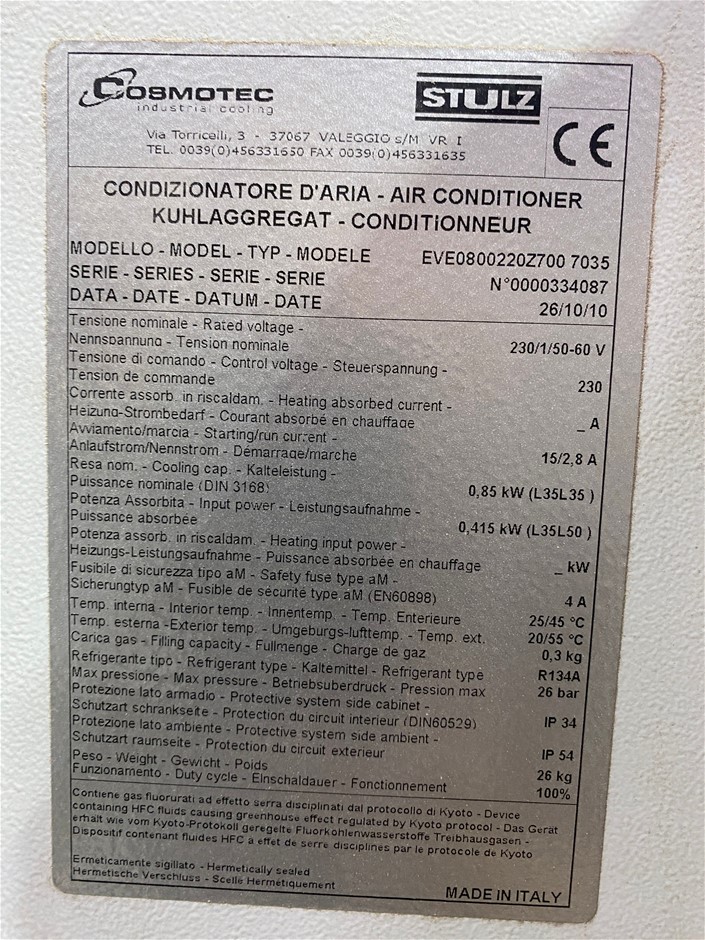 COSMOTEC
industrial cooling
STULZ
Via Torricelli, 3 - 37067 VALEGGIO s/M VR I
TEL. 0039(0)456331650 FAX 0039(0)456331635
CE
CONDIZIONATORE D'ARIA - AIR CONDITIONER
KUHLAGGREGAT - CONDITIONNEUR
MODELLO - MODEL - TYP - MODELE EVE0800220Z700 7035
SERIE - SERIES - SERIE - SERIE N°0000334087
DATA - DATE - DATUM - DATE 26/10/10
Tensione nominale - Rated voltage -
Nennspannung - Tension nominale 230/1/50-60 V
Tensione di comando - Control voltage - Steuerspannung -
Tension de commande 230
Corrente assorb. in riscaldam. - Heating absorbed current -
Heizung-Strombedarf - Courant absorbé en chauffage _ A
Avviamento/marcia - Starting/run current -
Anlaufstrom/Nennstrom - Démarrage/marche 15/2,8 A
Resa nom. - Cooling cap. - Kalteleistung -
Puissance nominale (DIN 3168) 0,85 kW (L35L35 )
Potenza Assorbita - Input power - Leistungsaufnahme -
Puissance absorbée 0,415 kW (L35L50 )
Potenza assorb. in riscaldam. - Heating input power -
Heizungs-Leistungsaufnahme - Puissance absorbée en chauffage _ kW
Fusibile di sicurezza tipo aM - Safety fuse type aM -
Sicherungtyp aM - Fusible de sécurité type aM (EN60898) 4 A
Temp. interna - Interior temp. - Innentemp. - Temp. Enterieure 25/45 °C
Temp. esterna -Exterior temp. - Umgeburgs-lufttemp. - Temp. ext. 20/55 °C
Carica gas - Filling capacity - Fullmenge - Charge de gaz 0,3 kg
Refrigerante tipo - Refrigerant type - Kaltemittel - Refrigerant type R134A
Max pressione - Max pressure - Betriebsuberdruck - Pression max 26 bar
Protezione lato armadio - Protective system side cabinet -
Schutzart schrankseite - Protection du circuit interieur (DIN60529) IP 34
Protezione lato ambiente - Protective system side ambient -
Schutzart raumseite - Protection du circuit exterieur IP 54
Peso - Weight - Gewicht - Poids 26 kg
Funzionamento - Duty cycle - Einschaldauer - Fonctionnement 100%
Contiene gas fluorurati ad effetto serra disciplinati dal protocollo di Kyoto - Device
containing HFC fluids causing greenhouse effect regulated by Kyoto protocol - Das Gerät
erhält wie vom Kyoto-Protokoll geregelte Fluorkohlenwasserstoffe Treibhausgasen -
Dispositif contenant fluides HFC à effet de serre disciplines par le protocole de Kyoto
Ermeticamente sigillato - Hermetically sealed
Hermetische Verschluss - Scellé Hermétiquement
MADE IN ITALY